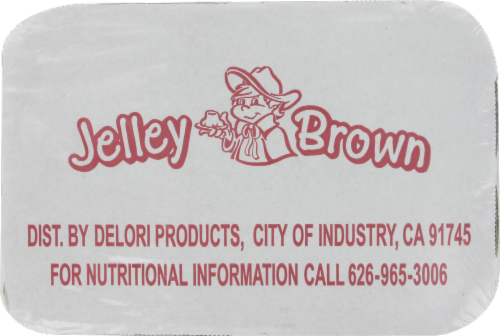 Jelley Brown
DIST. BY DELORI PRODUCTS, CITY OF INDUSTRY, CA 91745
FOR NUTRITIONAL INFORMATION CALL 626-965-3006